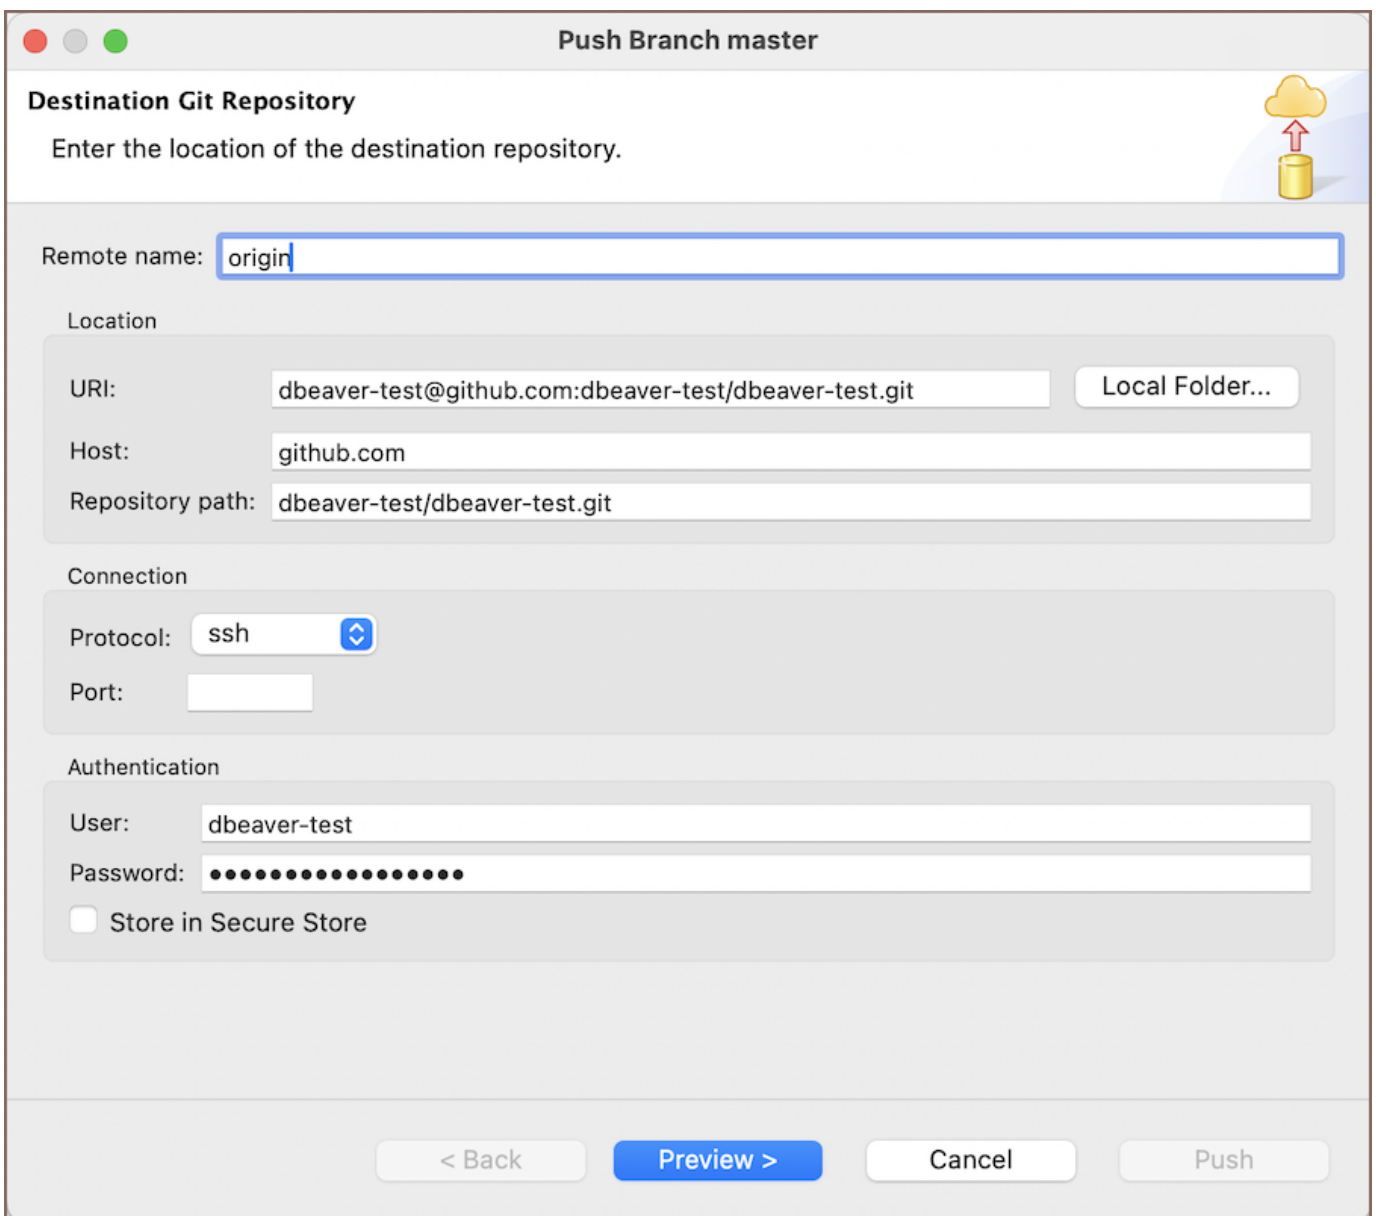 Push Branch master
Destination Git Repository
Enter the location of the destination repository.
Remote name: origin
Location
URI: dbeaver-test@github.com:dbeaver-test/dbeaver-test.git Local Folder...
Host: github.com
Repository path: dbeaver-test/dbeaver-test.git
Connection
Protocol: ssh
Port:
Authentication
User: dbeaver-test
Password: •••••••••••••••••
Store in Secure Store
< Back Preview > Cancel Push